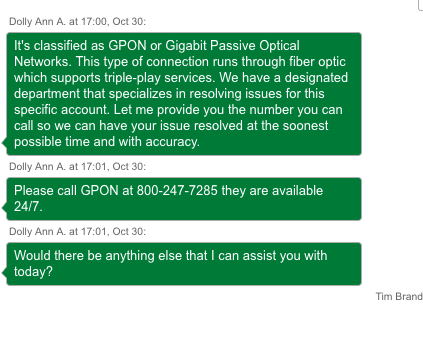 Dolly Ann A. at 17:00, Oct 30:
It's classified as GPON or Gigabit Passive Optical
Networks. This type of connection runs through fiber optic
which supports triple-play services. We have a designated
department that specializes in resolving issues for this
specific account. Let me provide you the number you can
call so we can have your issue resolved at the soonest
possible time and with accuracy.
Dolly Ann A. at 17:01, Oct 30:
Please call GPON at 800-247-7285 they are available
24/7.
Dolly Ann A. at 17:01, Oct 30:
Would there be anything else that I can assist you with
today?
Tim Brand